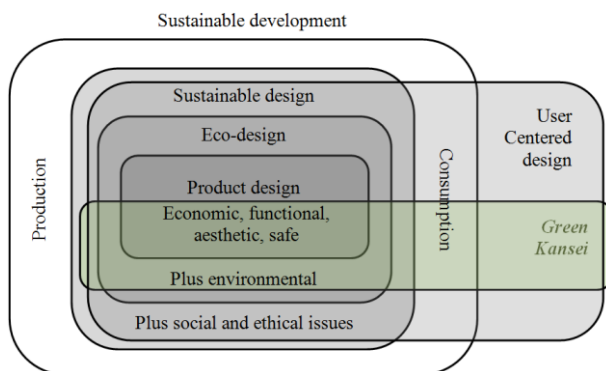 Sustainable development
Sustainable design
Eco-design
Product design
Economic, functional,
aesthetic, safe
Plus environmental
Plus social and ethical issues
Production
Consumption
User
Centered
design
Green
Kansei